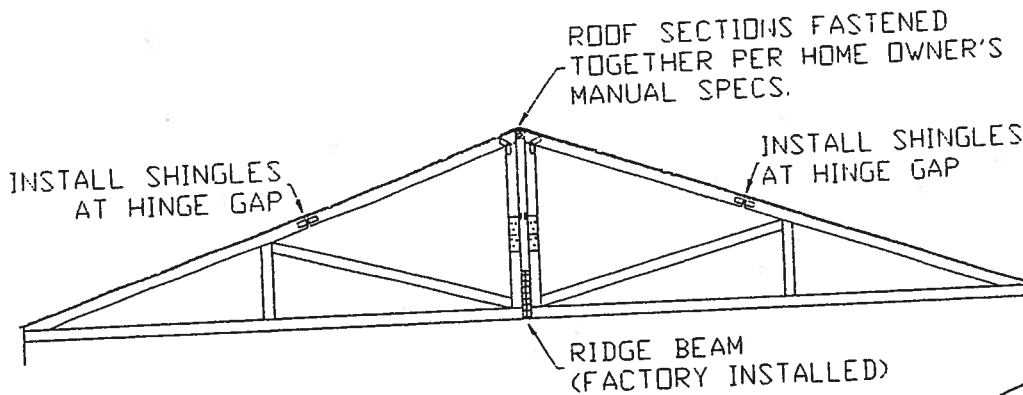 ROOF SECTIONS FASTENED
TOGETHER PER HOME OWNER'S
MANUAL SPECS.
INSTALL SHINGLES
AT HINGE GAP
INSTALL SHINGLES
AT HINGE GAP
RIDGE BEAM
(FACTORY INSTALLED)